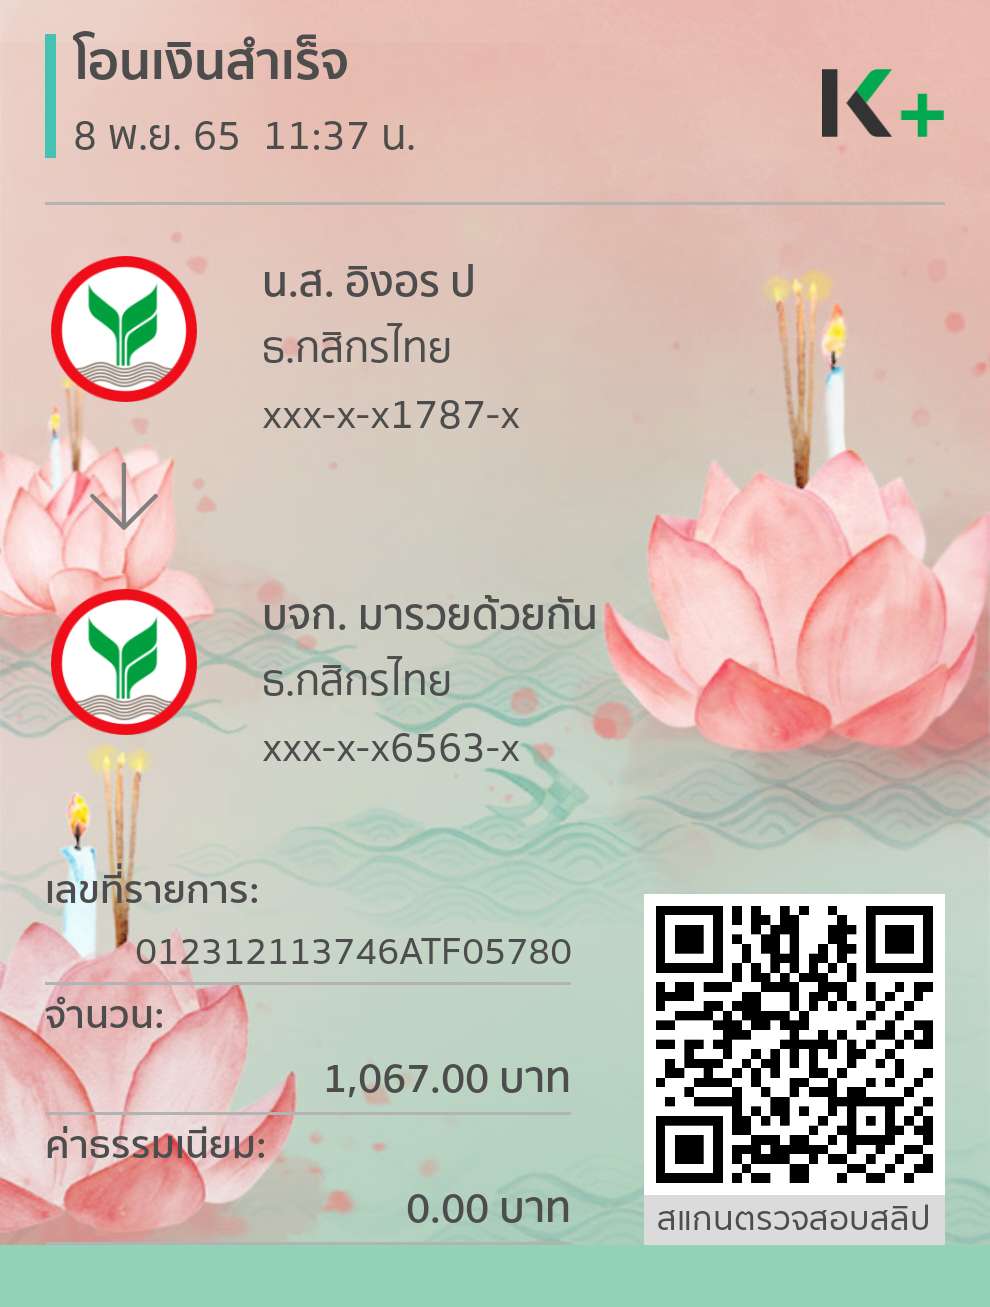 โอนเงินสำเร็จ
8 พ.ย. 65 11:37 น.
K+
น.ส. อิงอร ป
ธ.กสิกรไทย
xxx-x-x1787-x
บจก. มารวยด้วยกัน
ธ.กสิกรไทย
xxx-x-x6563-x
เลขที่รายการ:
012312113746ATF05780
จำนวน:
1,067.00 บาท
ค่าธรรมเนียม:
0.00 บาท
สแกนตรวจสอบสลิป